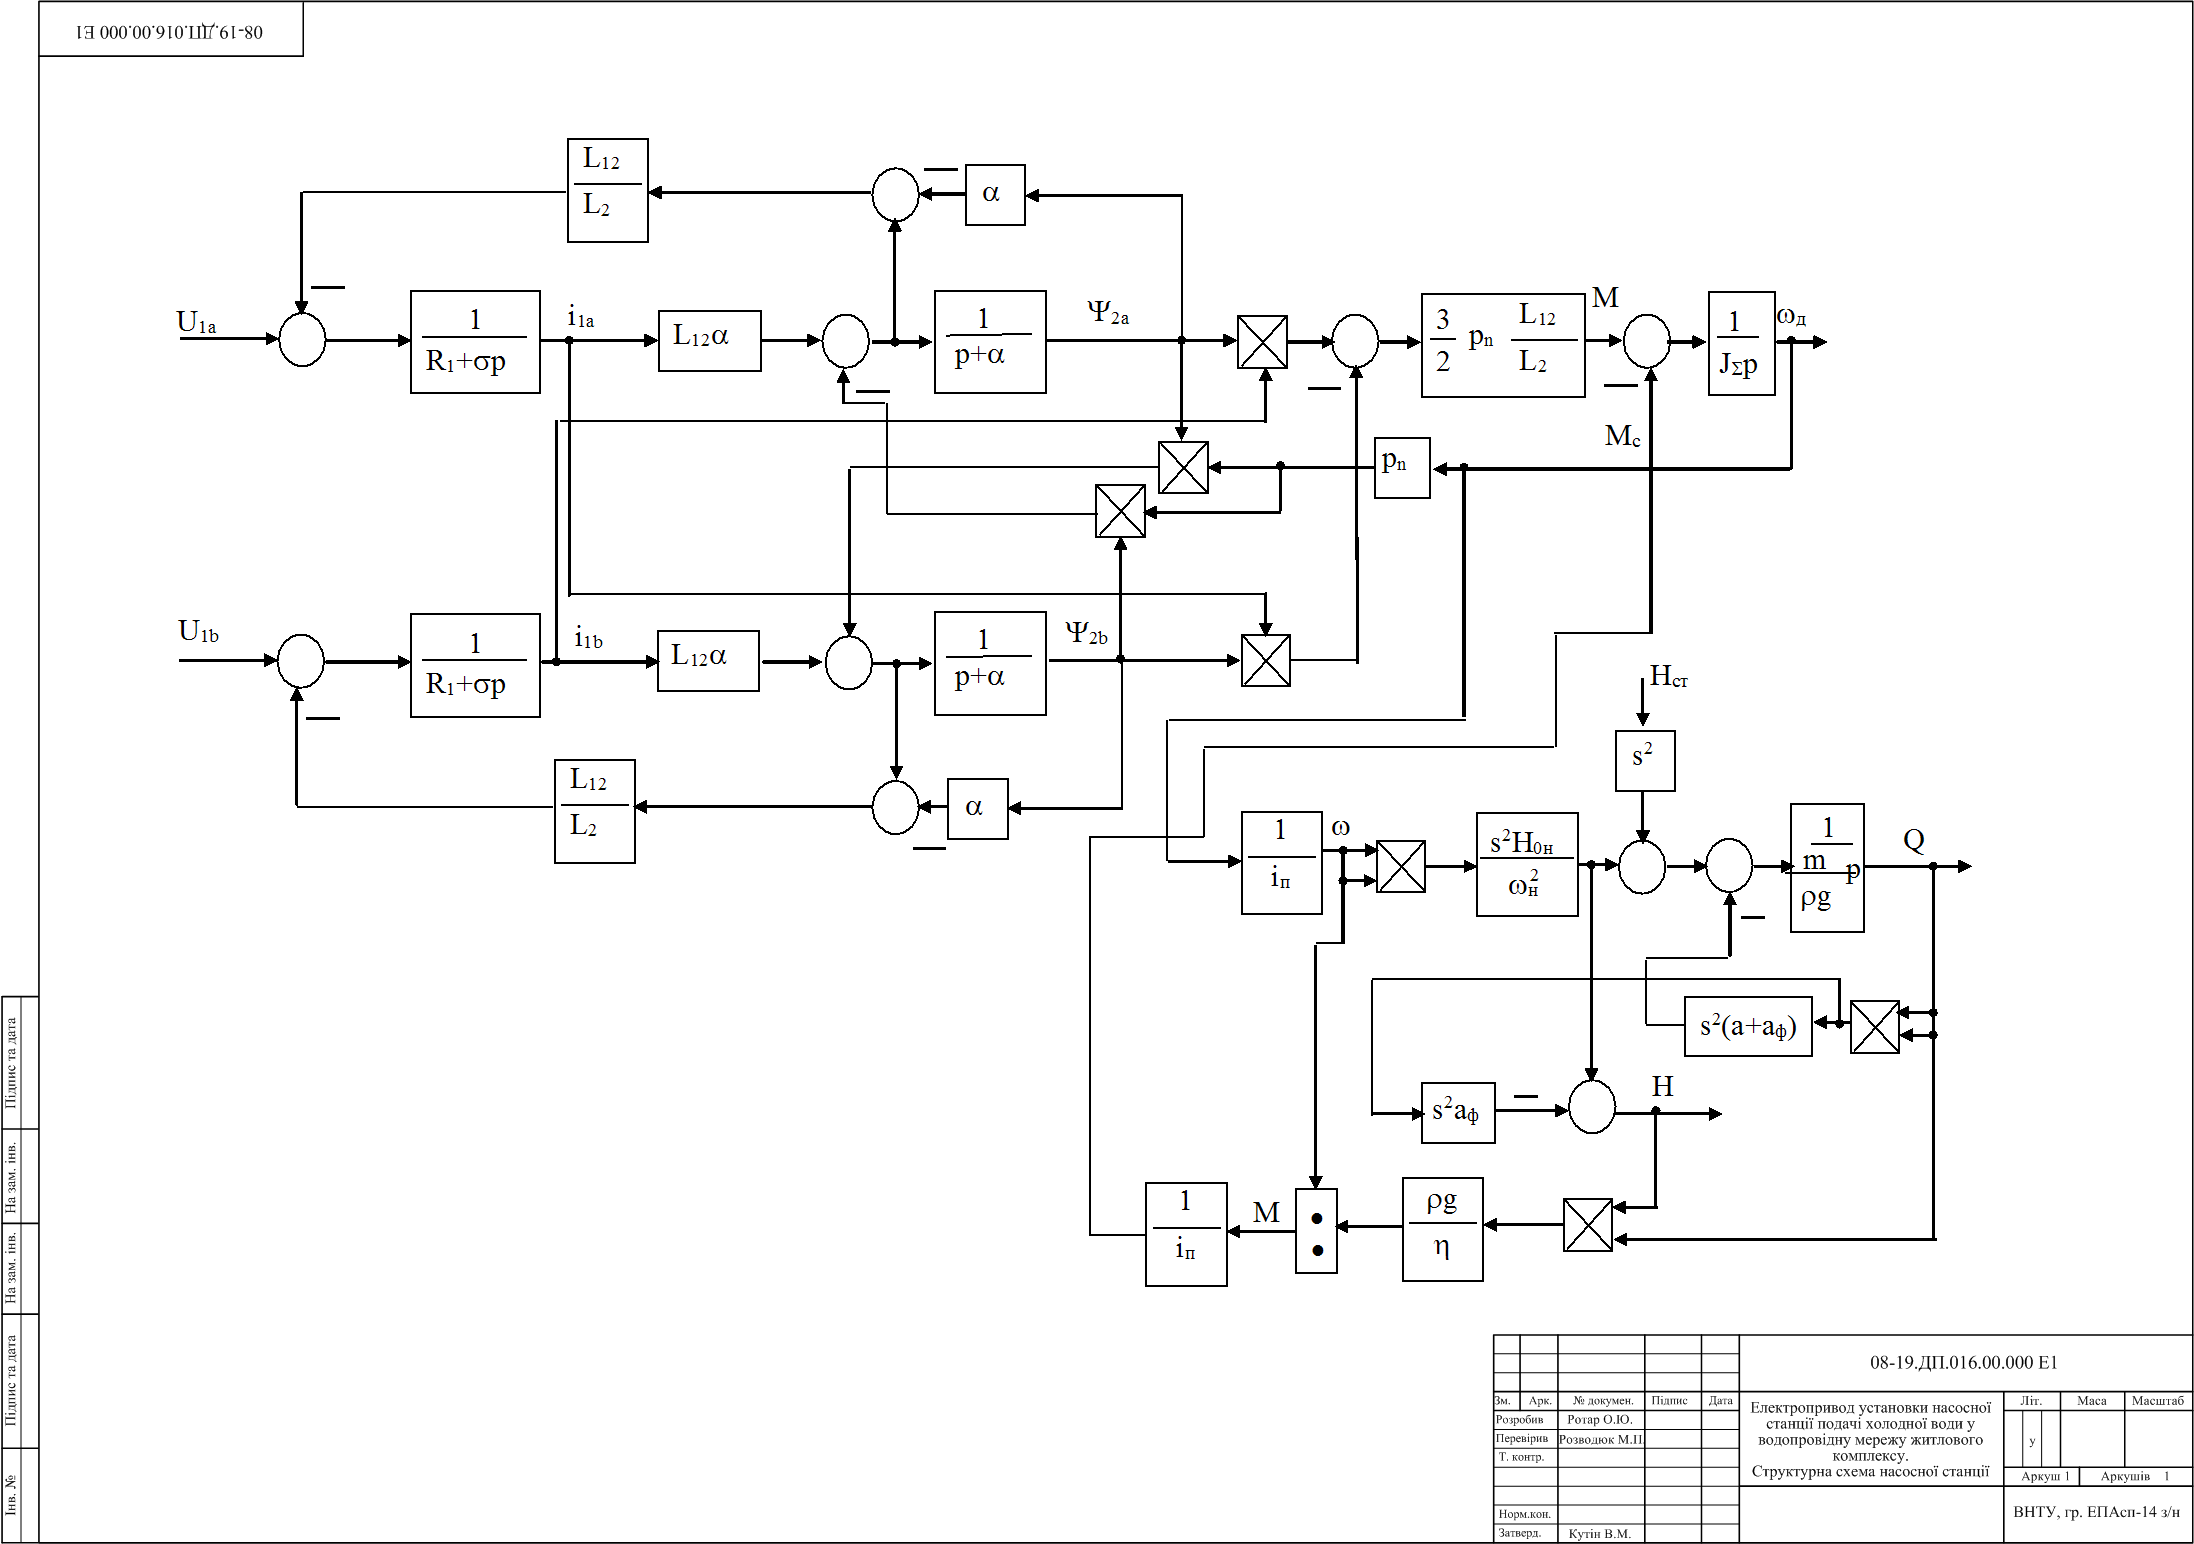 08-19.ДП.016.00.000 Е1
L12
L2
α
U1a
1
R1+σp
i1a
L12α
1
p+α
Ψ2a
3
2
pn
L12
L2
M
1
JΣp
ωд
Mc
pn
U1b
1
R1+σp
i1b
L12α
1
p+α
Ψ2b
Hст
s²
L12
L2
α
1
iп
ω
s²H0н
ωн²
1
m
p
ρg
Q
s²(a+aф)
s²aф
H
1
iп
M
ρg
η
Підпис та дата
На зам. інв.
На зам. інв.
Підпис та дата
Інв. №
08-19.ДП.016.00.000 Е1
Зм. Арк. № докумен. Підпис Дата
Розробив Ротар О.Ю.
Перевірив Розводюк М.П.
Т. контр.
Норм.кон.
Затверд. Кутін В.М.
Електропривод установки насосної
станції подачі холодної води у
водопровідну мережу житлового
комплексу.
Структурна схема насосної станції
Літ. Маса Масштаб
у
Аркуш 1 Аркушів 1
ВНТУ, гр. ЕПАсп-14 з/н